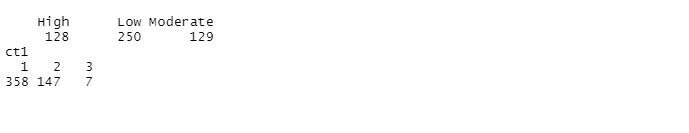 High Low Moderate
128 250 129
ct1
1 2 3
358 147 7